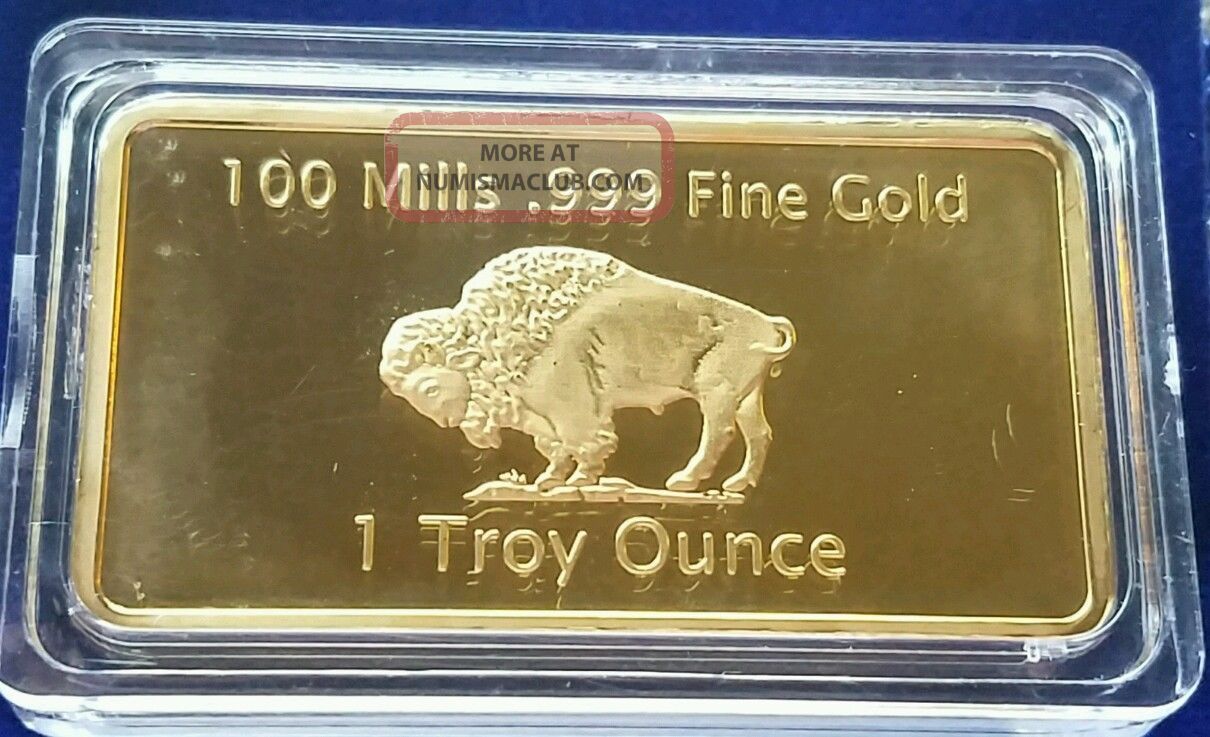 MORE AT
NUMISMACLUB.COM
100 Mills .999 Fine Gold
1 Troy Ounce